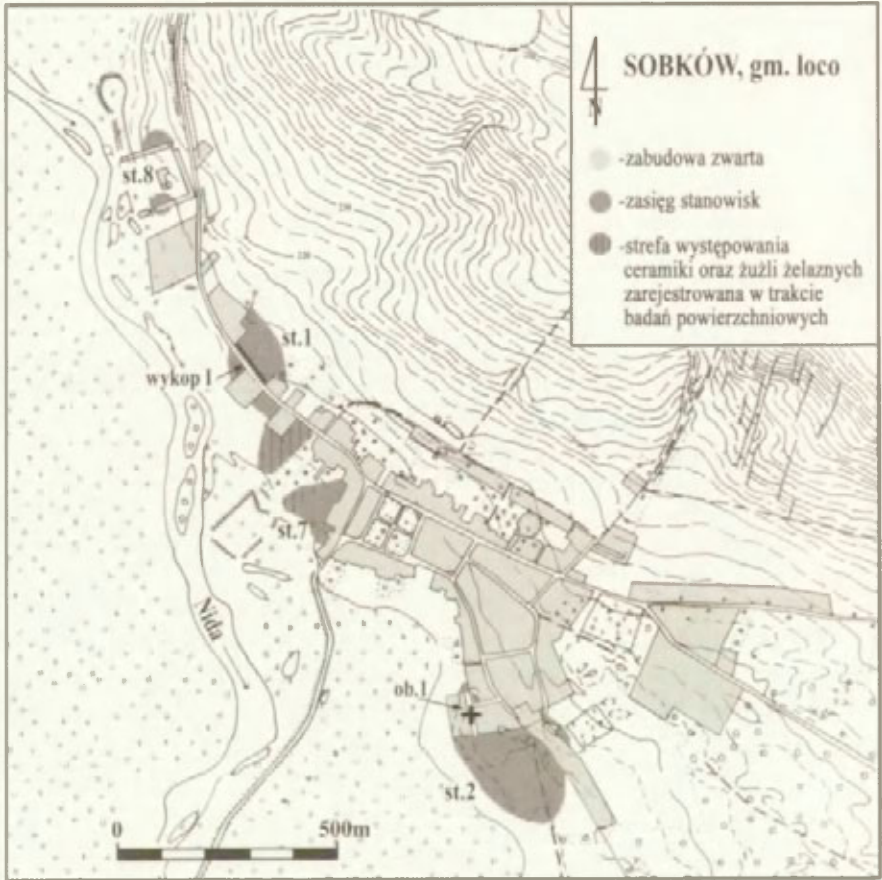 SOBKÓW, gm. loco
N
-zabudowa zwarta
-zasięg stanowisk
-strefa występowania
ceramiki oraz żużli żelaznych
zarejestrowana w trakcie
badań powierzchniowych
st.8
220
st.1
wykop I
st.7
Nida
ob.1
st.2
0 500m